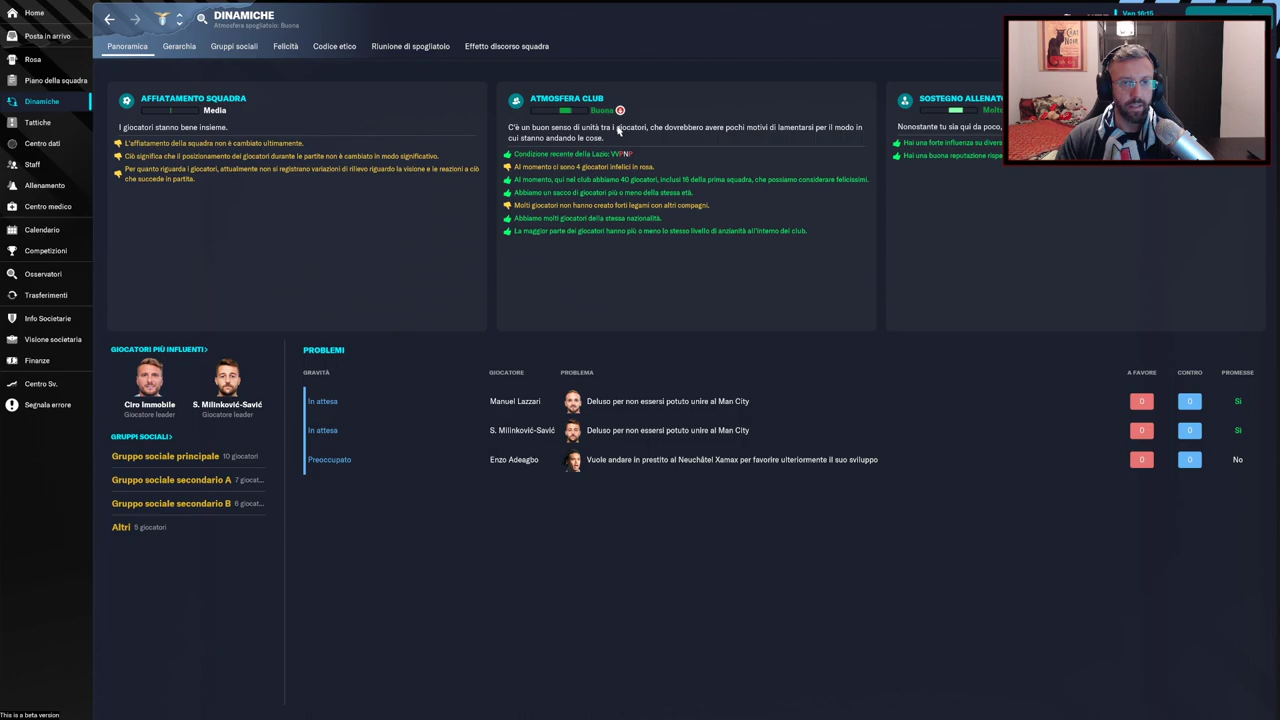 Home
Posta in arrivo
Rosa
Piano della squadra
Dinamiche
Tattiche
Centro dati
Staff
Allenamento
Centro medico
Calendario
Competizioni
Osservatori
Trasferimenti
Info Societarie
Visione societaria
Finanze
Centro Sv.
Segnala errore
This is a beta version
DINAMICHE
Atmosfera spogliatoio: Buona
Ven 16:15
Panoramica Gerarchia Gruppi sociali Felicità Codice etico Riunione di spogliatoio Effetto discorso squadra
AFFIATAMENTO SQUADRA
Media
I giocatori stanno bene insieme.
L'affiatamento della squadra non è cambiato ultimamente.
Ciò significa che il posizionamento dei giocatori durante le partite non è cambiato in modo significativo.
Per quanto riguarda i giocatori, attualmente non si registrano variazioni di rilievo riguardo la visione e le reazioni a ciò
che succede in partita.
ATMOSFERA CLUB
Buona
C'è un buon senso di unità tra i giocatori, che dovrebbero avere pochi motivi di lamentarsi per il modo in
cui stanno andando le cose.
Condizione recente della Lazio: VVPNP
Al momento ci sono 4 giocatori infelici in rosa.
Al momento, qui nel club abbiamo 40 giocatori, inclusi 16 della prima squadra, che possiamo considerare felicissimi.
Abbiamo un sacco di giocatori più o meno della stessa età.
Molti giocatori non hanno creato forti legami con altri compagni.
Abbiamo molti giocatori della stessa nazionalità.
La maggior parte dei giocatori hanno più o meno lo stesso livello di anzianità all'interno del club.
SOSTEGNO ALLENATO
Molto
Nonostante tu sia qui da poco,
Hai una forte influenza su divers
Hai una buona reputazione rispe
CHAT NOIR
GIOCATORI PIÙ INFLUENTI>
Ciro Immobile
Giocatore leader
S. Milinković-Savić
Giocatore leader
GRUPPI SOCIALI>
Gruppo sociale principale 10 giocatori
Gruppo sociale secondario A 7 giocat...
Gruppo sociale secondario B 6 giocat...
Altri 5 giocatori
PROBLEMI
GRAVITÀ GIOCATORE PROBLEMA A FAVORE CONTRO PROMESSE
In attesa Manuel Lazzari Deluso per non essersi potuto unire al Man City 0 0 Sì
In attesa S. Milinković-Savić Deluso per non essersi potuto unire al Man City 0 0 Sì
Preoccupato Enzo Adeagbo Vuole andare in prestito al Neuchâtel Xamax per favorire ulteriormente il suo sviluppo 0 0 No